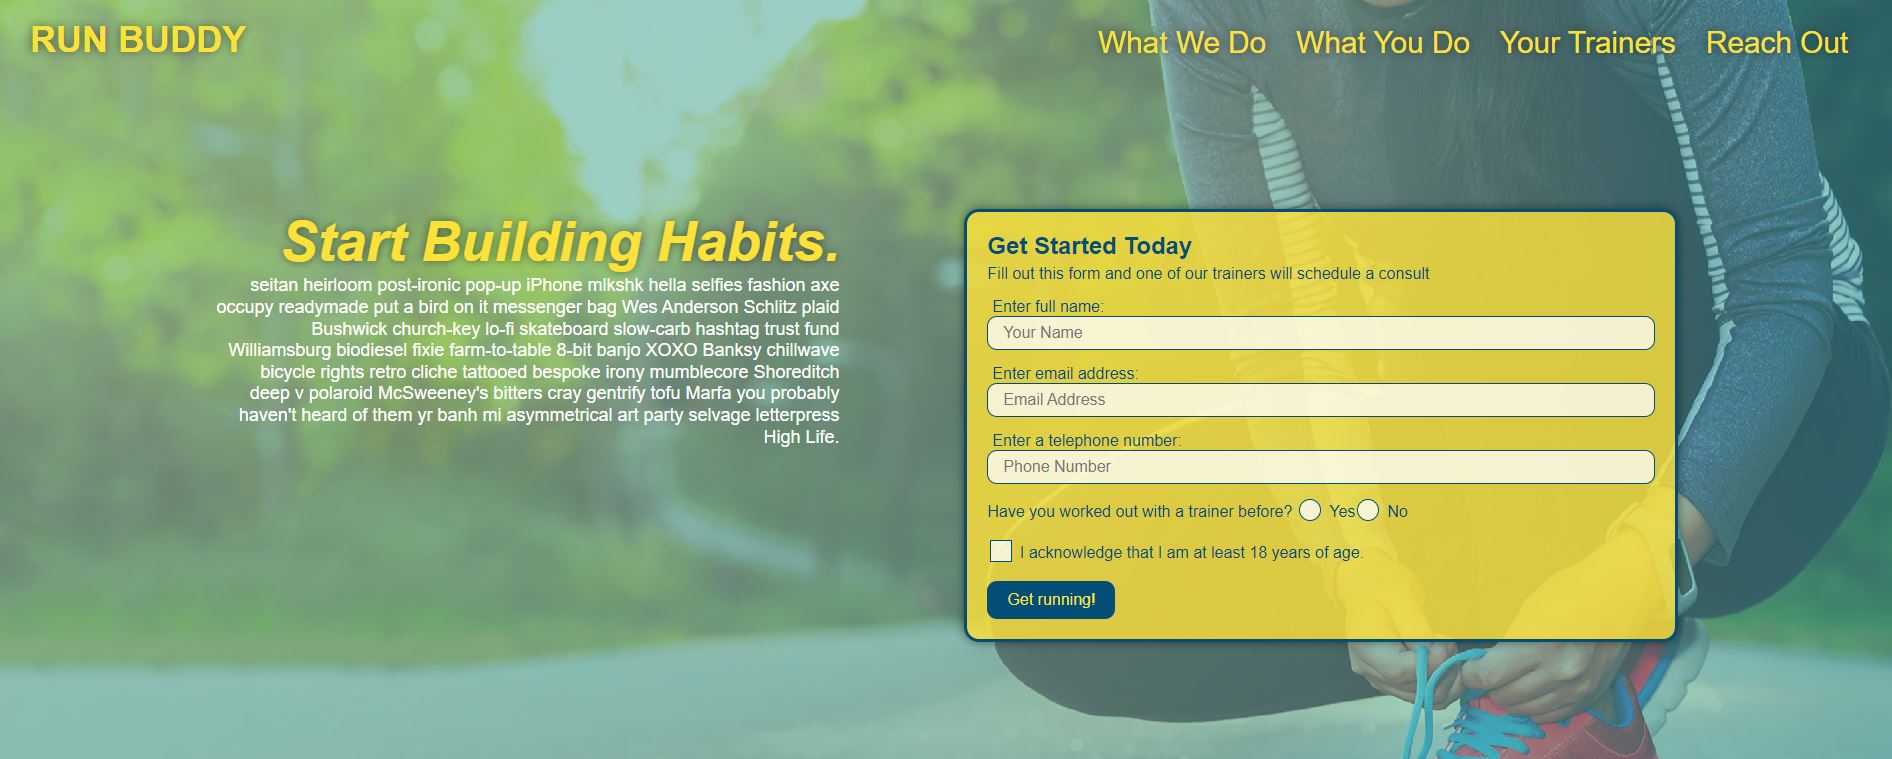 RUN BUDDY
What We Do What You Do Your Trainers Reach Out
Start Building Habits.
seitan heirloom post-ironic pop-up iPhone mlkshk hella selfies fashion axe
occupy readymade put a bird on it messenger bag Wes Anderson Schlitz plaid
Bushwick church-key lo-fi skateboard slow-carb hashtag trust fund
Williamsburg biodiesel fixie farm-to-table 8-bit banjo XOXO Banksy chillwave
bicycle rights retro cliche tattooed bespoke irony mumblecore Shoreditch
deep v polaroid McSweeney's bitters cray gentrify tofu Marfa you probably
haven't heard of them yr banh mi asymmetrical art party selvage letterpress
High Life.
Get Started Today
Fill out this form and one of our trainers will schedule a consult
Enter full name:
Your Name
Enter email address:
Email Address
Enter a telephone number:
Phone Number
Have you worked out with a trainer before? Yes No
I acknowledge that I am at least 18 years of age.
Get running!